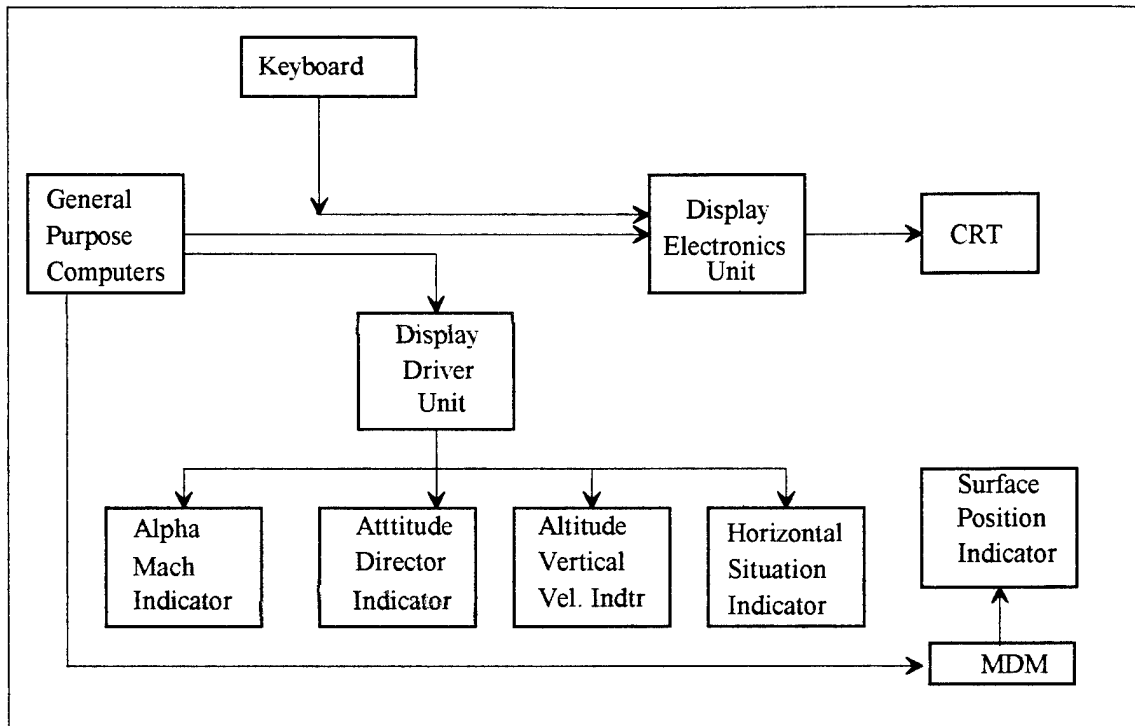 Keyboard
General
Purpose
Computers
Display
Electronics
Unit
CRT
Display
Driver
Unit
Alpha
Mach
Indicator
Atttitude
Director
Indicator
Altitude
Vertical
Vel. Indtr
Horizontal
Situation
Indicator
Surface
Position
Indicator
MDM